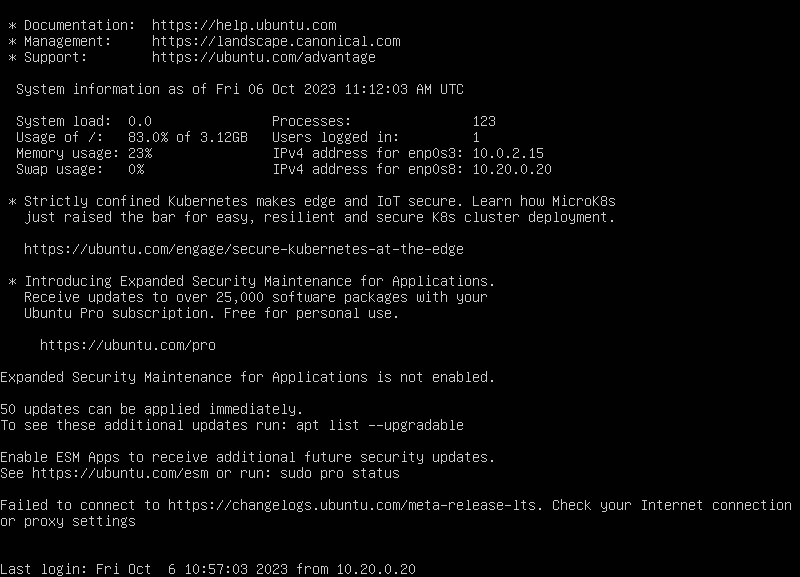 * Documentation:  https://help.ubuntu.com
 * Management:     https://landscape.canonical.com
 * Support:        https://ubuntu.com/advantage
  System information as of Fri 06 Oct 2023 11:12:03 AM UTC
  System load:  0.0               Processes:               123
  Usage of /:   83.0% of 3.12GB   Users logged in:         1
  Memory usage: 23%               IPv4 address for enp0s3: 10.0.2.15
  Swap usage:   0%                IPv4 address for enp0s8: 10.20.0.20
 * Strictly confined Kubernetes makes edge and IoT secure. Learn how MicroK8s
   just raised the bar for easy, resilient and secure K8s cluster deployment.
   https://ubuntu.com/engage/secure-kubernetes-at-the-edge
 * Introducing Expanded Security Maintenance for Applications.
   Receive updates to over 25,000 software packages with your
   Ubuntu Pro subscription. Free for personal use.
     https://ubuntu.com/pro
Expanded Security Maintenance for Applications is not enabled.
50 updates can be applied immediately.
To see these additional updates run: apt list --upgradable
Enable ESM Apps to receive additional future security updates.
See https://ubuntu.com/esm or run: sudo pro status
Failed to connect to https://changelogs.ubuntu.com/meta-release-lts. Check your Internet connection
or proxy settings
Last login: Fri Oct  6 10:57:03 2023 from 10.20.0.20